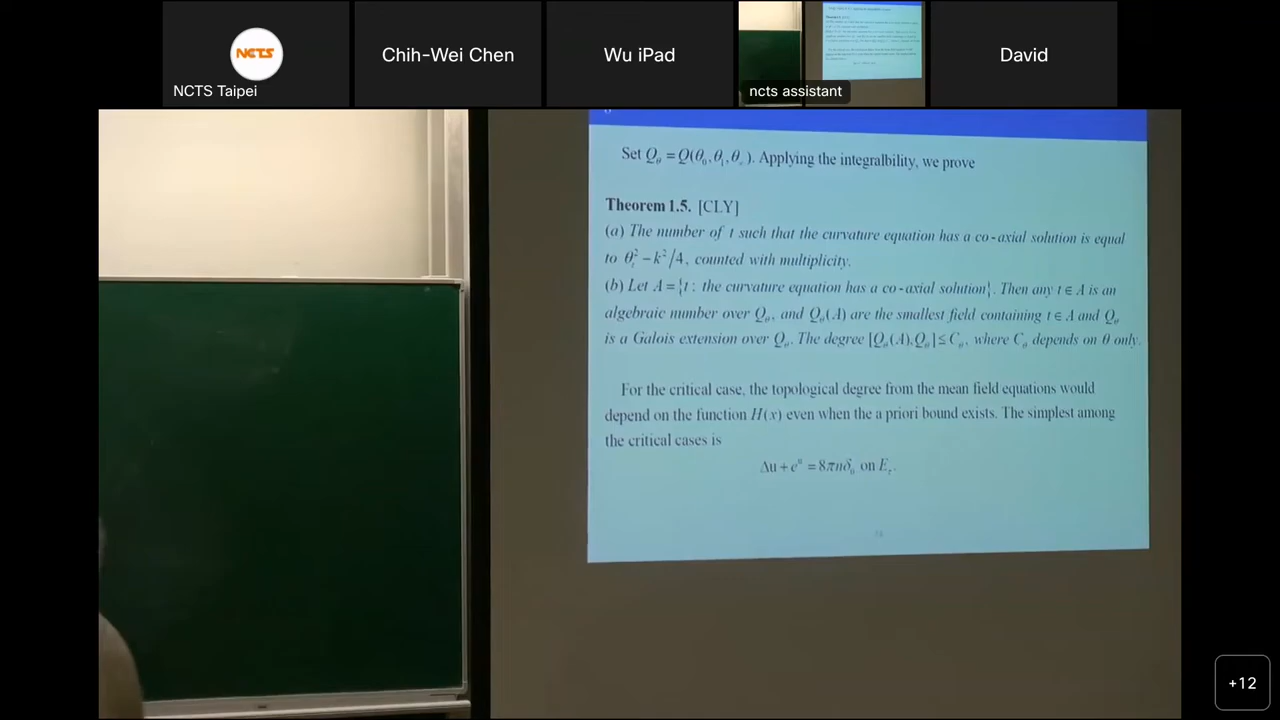 NCTS
NCTS Taipei
Chih-Wei Chen
Wu iPad
ncts assistant
David
Set Q_θ = Q(θ_0, θ_1, θ_∞). Applying the integralbility, we prove
Theorem 1.5. [CLY]
(a) The number of t such that the curvature equation has a co-axial solution is equal
to θ_t^2 − k^2/4, counted with multiplicity.
(b) Let A = {t : the curvature equation has a co-axial solution}. Then any t ∈ A is an
algebraic number over Q_θ, and Q_θ(A) are the smallest field containing t ∈ A and Q_θ
is a Galois extension over Q_θ. The degree [Q_θ(A), Q_θ] ≤ C_θ, where C_θ depends on θ only.
For the critical case, the topological degree from the mean field equations would
depend on the function H(x) even when the a priori bound exists. The simplest among
the critical cases is
Δu + e^u = 8πnδ_0 on E_τ.
+12